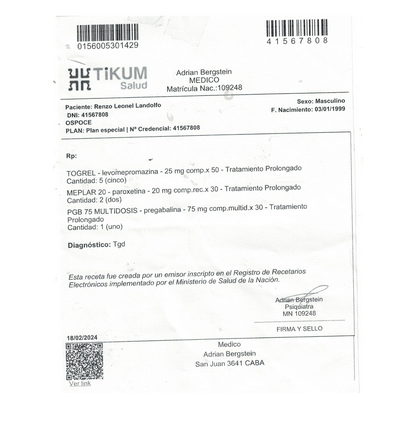 0156005301429
41567808
TiKUM
Salud
Adrian Bergstein
MEDICO
Matrícula Nac.:109248
Paciente: Renzo Leonel Landolfo
Sexo: Masculino
DNI: 41567808
F. Nacimiento: 03/01/1999
OSPOCE
PLAN: Plan especial | Nº Credencial: 41567808
Rp:
TOGREL - levomepromazina - 25 mg comp.x 50 - Tratamiento Prolongado
Cantidad: 5 (cinco)
MEPLAR 20 - paroxetina - 20 mg comp.rec.x 30 - Tratamiento Prolongado
Cantidad: 2 (dos)
PGB 75 MULTIDOSIS - pregabalina - 75 mg comp.multid.x 30 - Tratamiento
Prolongado
Cantidad: 1 (uno)
Diagnóstico: Tgd
Esta receta fue creada por un emisor inscripto en el Registro de Recetarios
Electrónicos implementado por el Ministerio de Salud de la Nación.
Adrian Bergstein
Psiquiatra
MN 109248
FIRMA Y SELLO
18/02/2024
Medico
Adrian Bergstein
San Juan 3641 CABA
Ver link